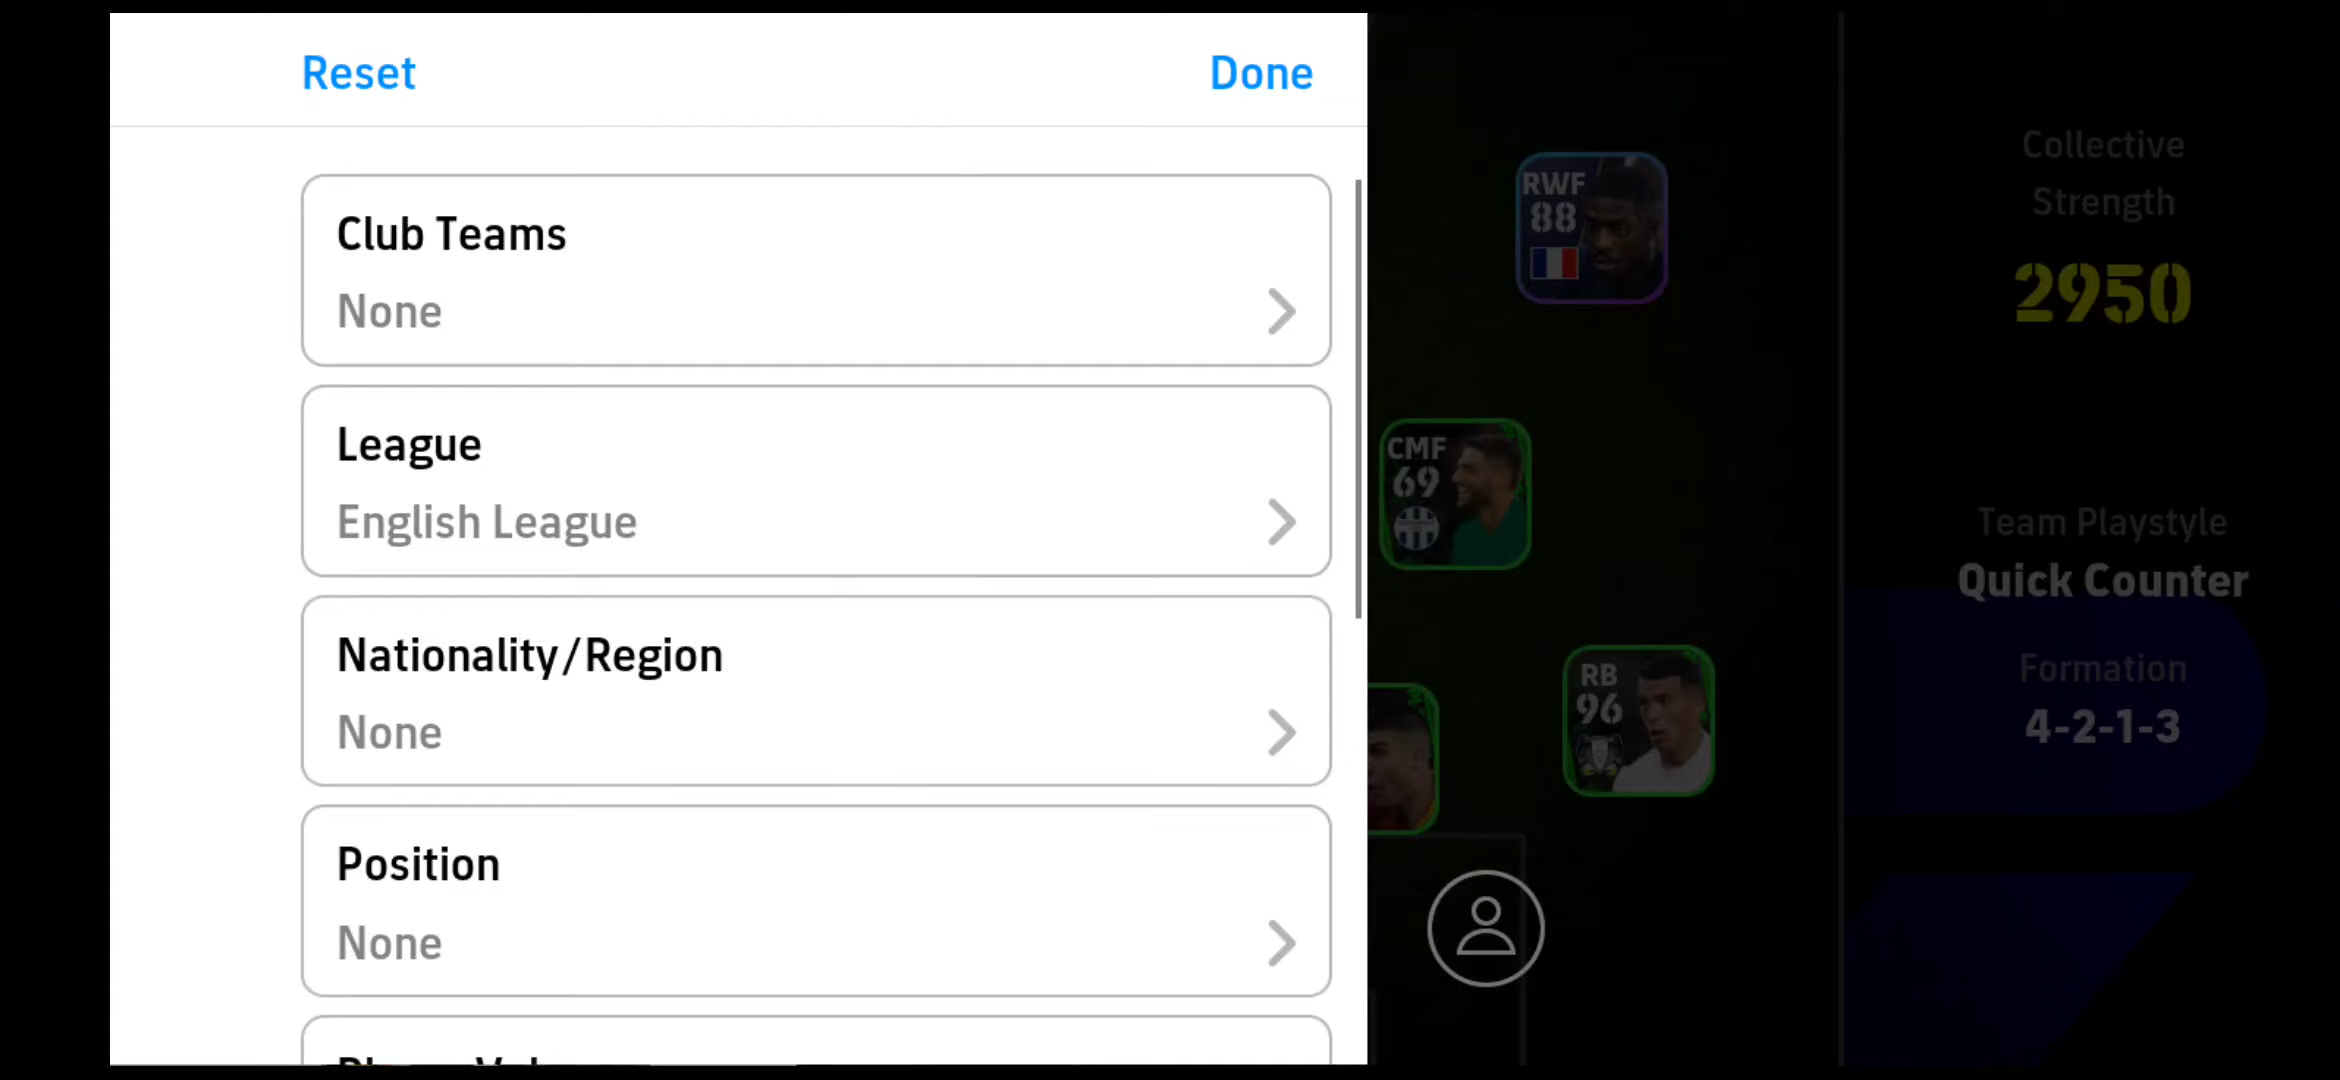 Reset
Done
Club Teams
None
League
English League
Nationality/Region
None
Position
None
RWF
88
CMF
69
RB
96
Collective
Strength
2950
Team Playstyle
Quick Counter
Formation
4-2-1-3